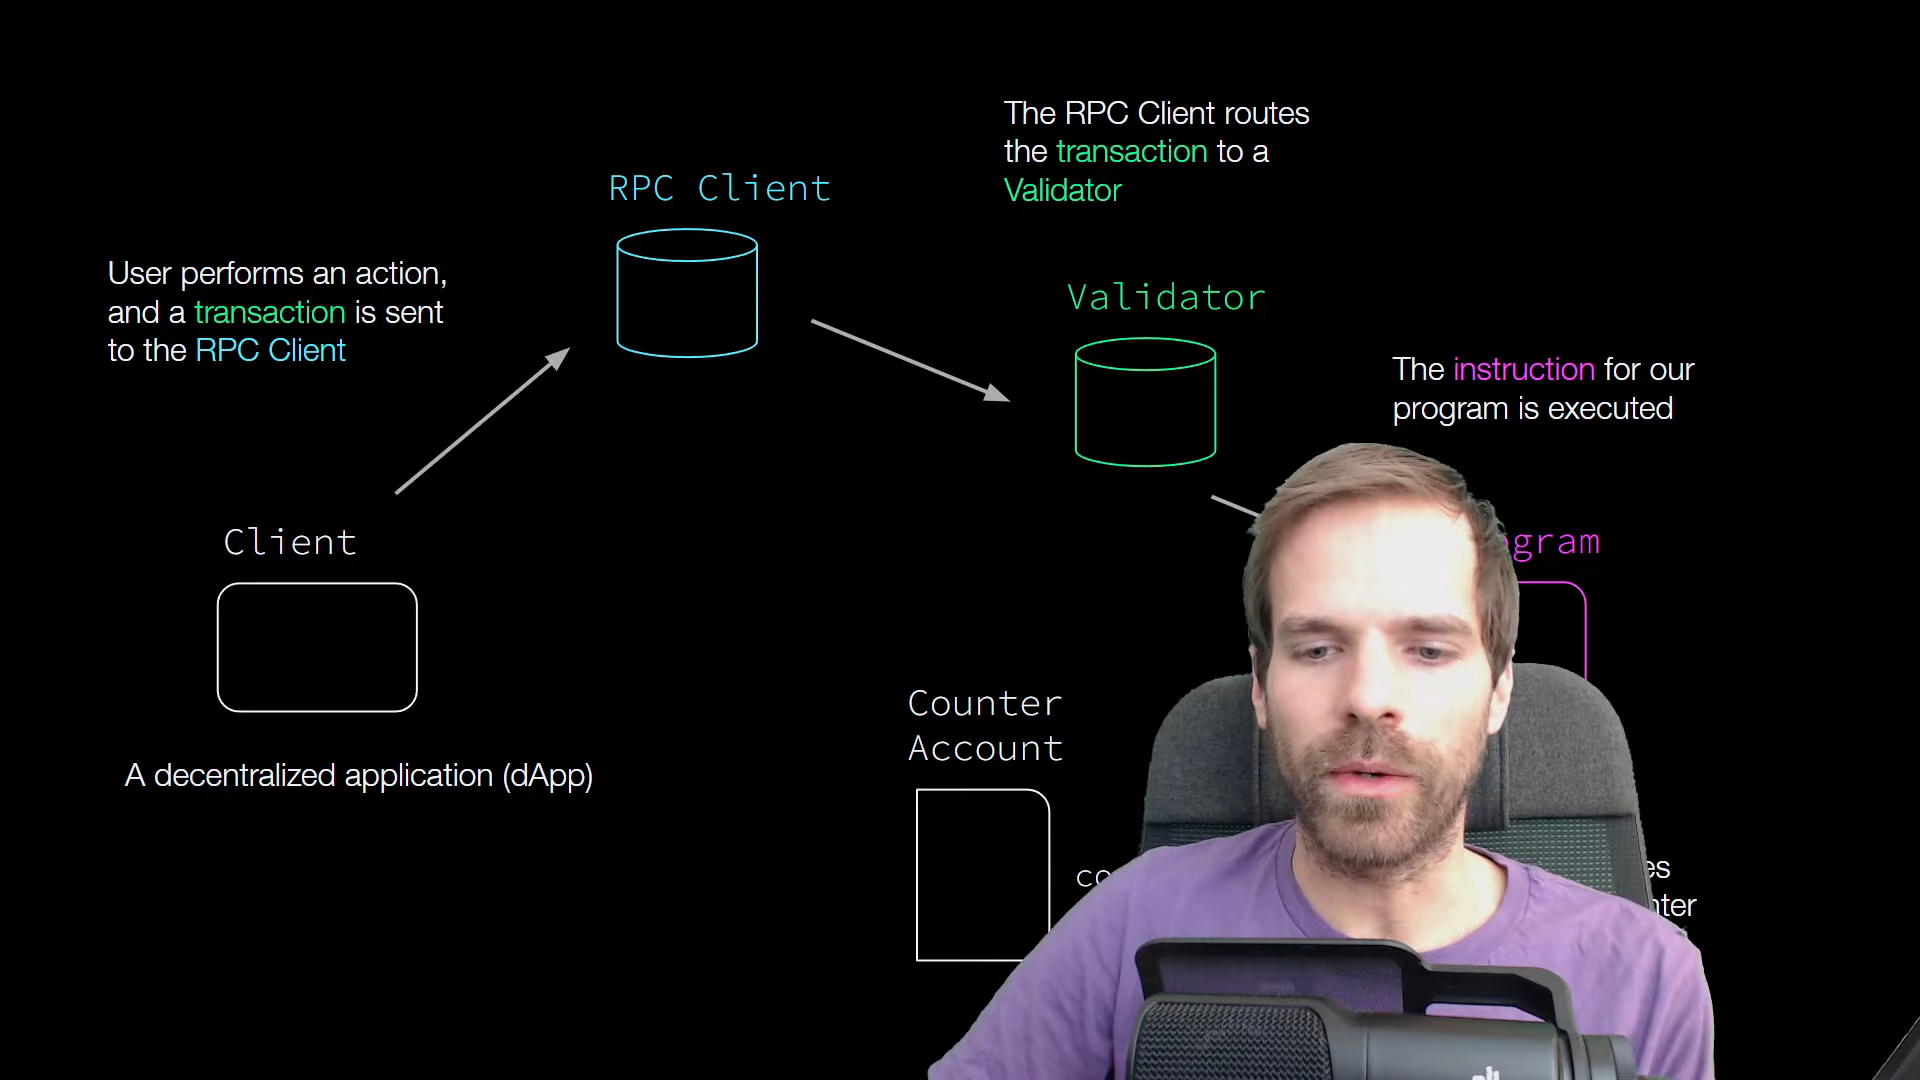 The RPC Client routes
the transaction to a
Validator
RPC Client
User performs an action,
and a transaction is sent
to the RPC Client
Validator
The instruction for our
program is executed
Client
Counter
Account
A decentralized application (dApp)